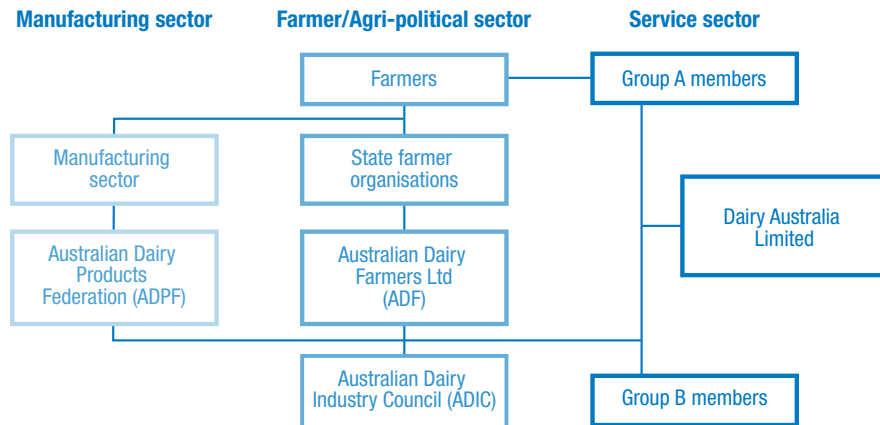 Manufacturing sector
Farmer/Agri-political sector
Service sector
Farmers
Group A members
Manufacturing
sector
State farmer
organisations
Dairy Australia
Limited
Australian Dairy
Products
Federation (ADPF)
Australian Dairy
Farmers Ltd
(ADF)
Australian Dairy
Industry Council (ADIC)
Group B members